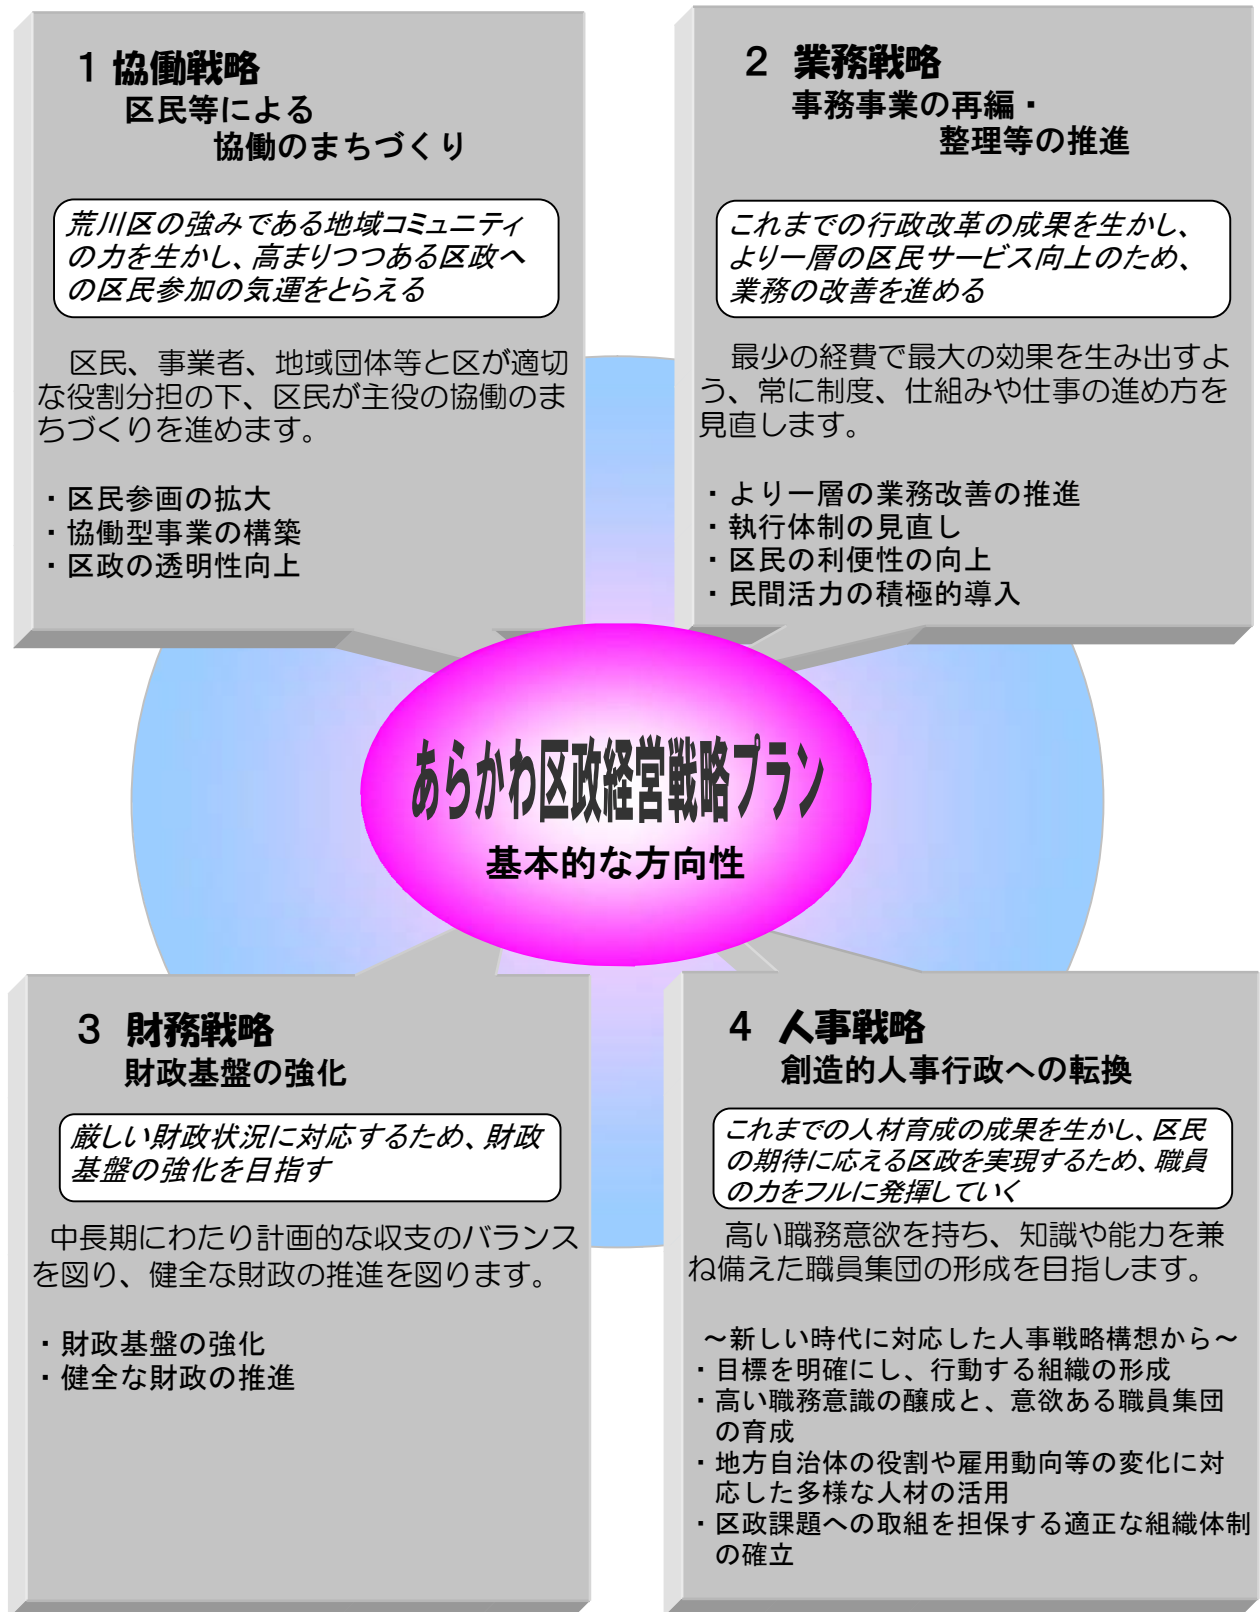 1 協働戦略
区民等による
協働のまちづくり
荒川区の強みである地域コミュニティ
の力を生かし、高まりつつある区政へ
の区民参加の気運をとらえる
区民、事業者、地域団体等と区が適切
な役割分担の下、区民が主役の協働のま
ちづくりを進めます。
・区民参画の拡大
・協働型事業の構築
・区政の透明性向上
2 業務戦略
事務事業の再編・
整理等の推進
これまでの行政改革の成果を生かし、
より一層の区民サービス向上のため、
業務の改善を進める
最少の経費で最大の効果を生み出すよ
う、常に制度、仕組みや仕事の進め方を
見直します。
・より一層の業務改善の推進
・執行体制の見直し
・区民の利便性の向上
・民間活力の積極的導入
あらかわ区政経営戦略プラン
基本的な方向性
3 財務戦略
財政基盤の強化
厳しい財政状況に対応するため、財政
基盤の強化を目指す
中長期にわたり計画的な収支のバランス
を図り、健全な財政の推進を図ります。
・財政基盤の強化
・健全な財政の推進
4 人事戦略
創造的人事行政への転換
これまでの人材育成の成果を生かし、区民
の期待に応える区政を実現するため、職員
の力をフルに発揮していく
高い職務意欲を持ち、知識や能力を兼
ね備えた職員集団の形成を目指します。
～新しい時代に対応した人事戦略構想から～
・目標を明確にし、行動する組織の形成
・高い職務意識の醸成と、意欲ある職員集団
の育成
・地方自治体の役割や雇用動向等の変化に対
応した多様な人材の活用
・区政課題への取組を担保する適正な組織体制
の確立